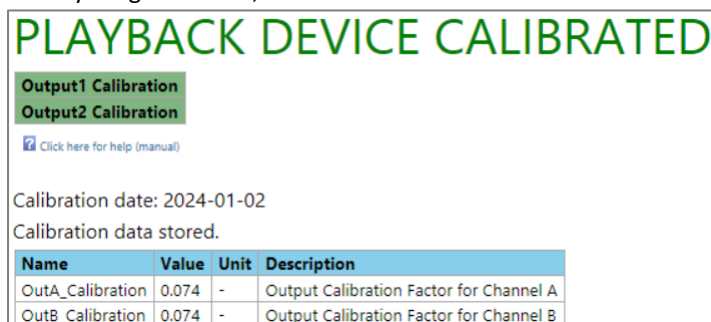 PLAYBACK DEVICE CALIBRATED
Output1 Calibration
Output2 Calibration
Click here for help (manual)
Calibration date: 2024-01-02
Calibration data stored.
Name Value Unit Description
OutA_Calibration 0.074 - Output Calibration Factor for Channel A
OutB_Calibration 0.074 - Output Calibration Factor for Channel B